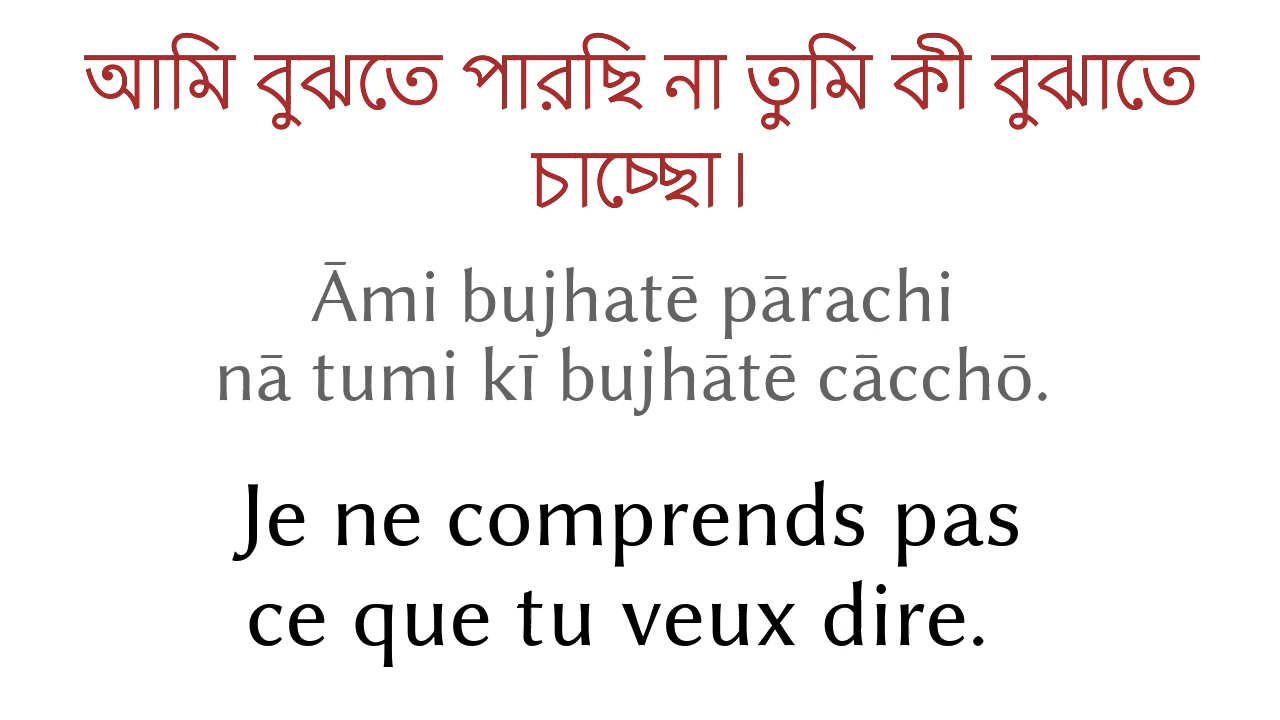 আমি বুঝতে পারছি না তুমি কী বুঝাতে
চাচ্ছো।
Āmi bujhatē pārachi
nā tumi kī bujhātē cācchō.
Je ne comprends pas
ce que tu veux dire.